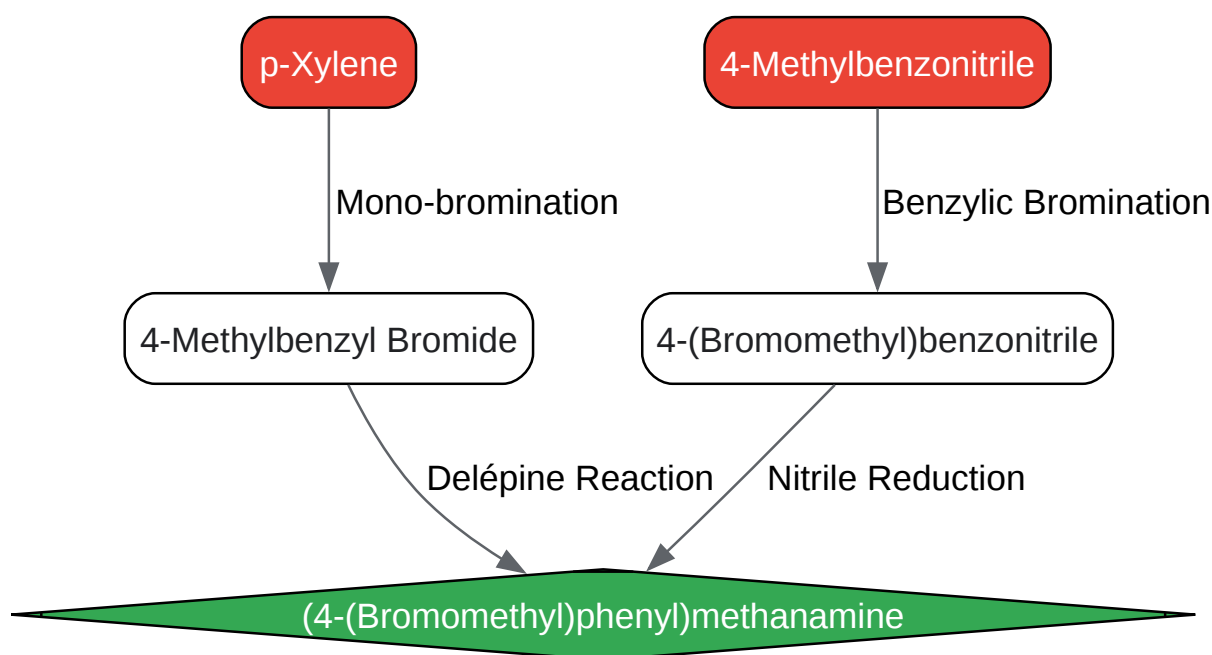 p-Xylene
4-Methylbenzonitrile
Mono-bromination
Benzylic Bromination
4-Methylbenzyl Bromide
4-(Bromomethyl)benzonitrile
Delépine Reaction
Nitrile Reduction
(4-(Bromomethyl)phenyl)methanamine